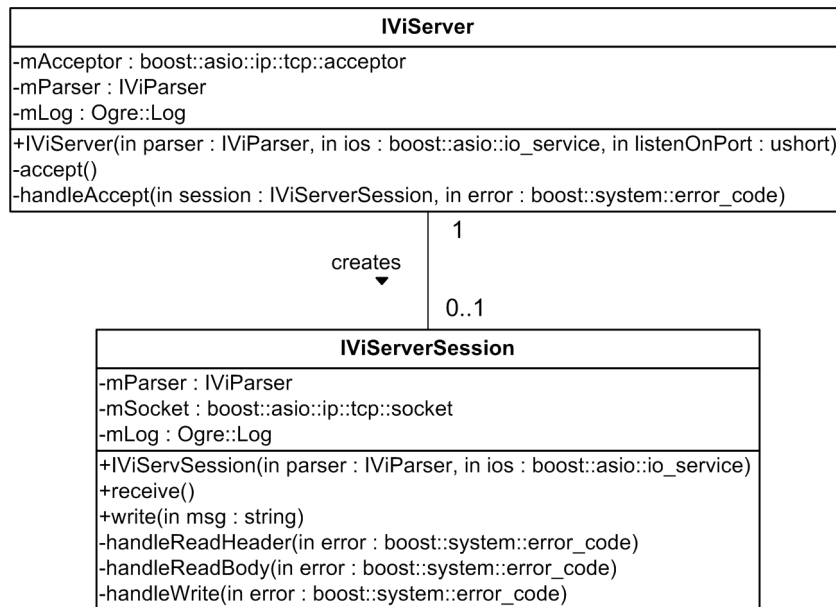 IViServer
-mAcceptor : boost::asio::ip::tcp::acceptor
-mParser : IViParser
-mLog : Ogre::Log
+IViServer(in parser : IViParser, in ios : boost::asio::io_service, in listenOnPort : ushort)
-accept()
-handleAccept(in session : IViServerSession, in error : boost::system::error_code)
1
creates
0..1
IViServerSession
-mParser : IViParser
-mSocket : boost::asio::ip::tcp::socket
-mLog : Ogre::Log
+IViServSession(in parser : IViParser, in ios : boost::asio::io_service)
+receive()
+write(in msg : string)
-handleReadHeader(in error : boost::system::error_code)
-handleReadBody(in error : boost::system::error_code)
-handleWrite(in error : boost::system::error_code)